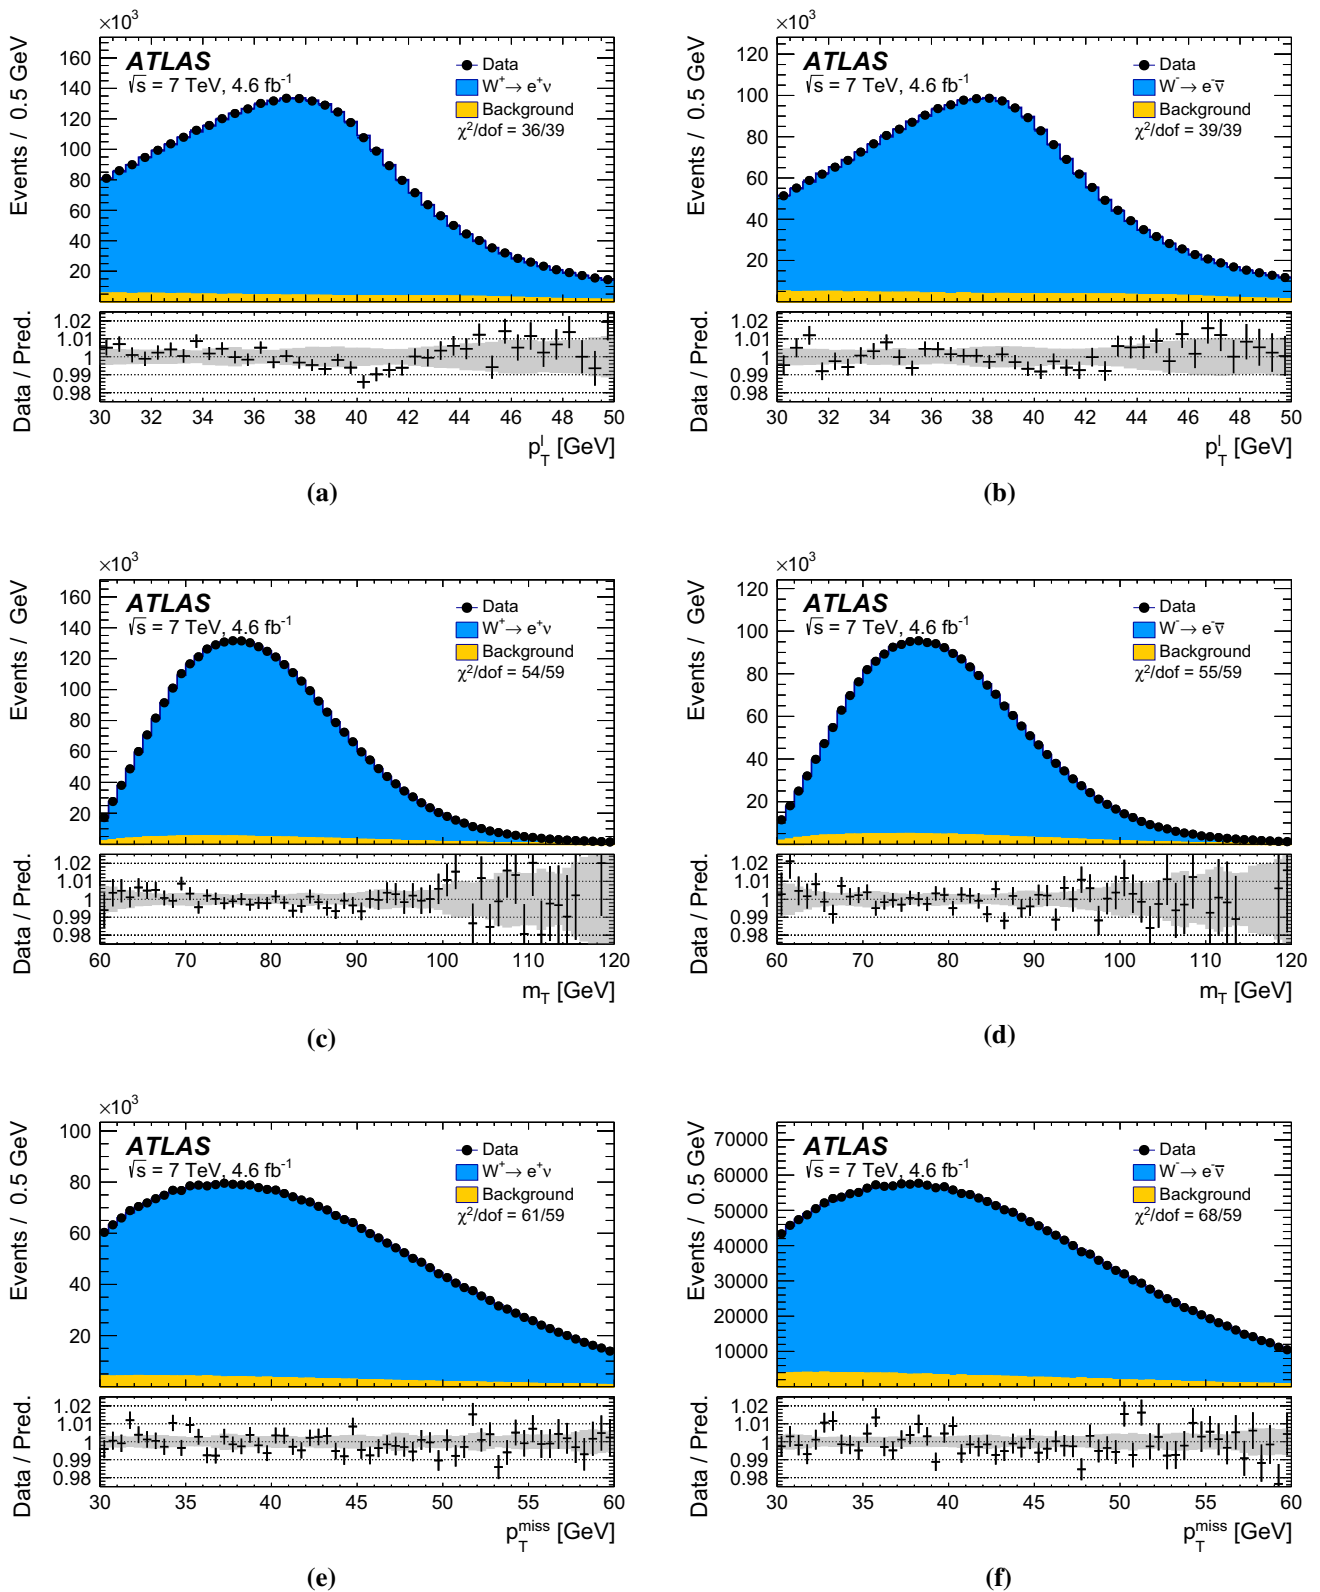 ×10³
ATLAS
√s = 7 TeV, 4.6 fb⁻¹
Data
W⁺→ e⁺ν
Background
χ²/dof = 36/39
Events / 0.5 GeV
160
140
120
100
80
60
40
20
Data / Pred.
1.02
1.01
1
0.99
0.98
30 32 34 36 38 40 42 44 46 48 50
p_T^l [GeV]
(a)
×10³
ATLAS
√s = 7 TeV, 4.6 fb⁻¹
Data
W⁻→ e⁻ν̅
Background
χ²/dof = 39/39
Events / 0.5 GeV
120
100
80
60
40
20
Data / Pred.
1.02
1.01
1
0.99
0.98
30 32 34 36 38 40 42 44 46 48 50
p_T^l [GeV]
(b)
×10³
ATLAS
√s = 7 TeV, 4.6 fb⁻¹
Data
W⁺→ e⁺ν
Background
χ²/dof = 54/59
Events / GeV
160
140
120
100
80
60
40
20
Data / Pred.
1.02
1.01
1
0.99
0.98
60 70 80 90 100 110 120
m_T [GeV]
(c)
×10³
ATLAS
√s = 7 TeV, 4.6 fb⁻¹
Data
W⁻→ e⁻ν̅
Background
χ²/dof = 55/59
Events / GeV
120
100
80
60
40
20
Data / Pred.
1.02
1.01
1
0.99
0.98
60 70 80 90 100 110 120
m_T [GeV]
(d)
×10³
ATLAS
√s = 7 TeV, 4.6 fb⁻¹
Data
W⁺→ e⁺ν
Background
χ²/dof = 61/59
Events / 0.5 GeV
100
80
60
40
20
Data / Pred.
1.02
1.01
1
0.99
0.98
30 35 40 45 50 55 60
p_T^miss [GeV]
(e)
ATLAS
√s = 7 TeV, 4.6 fb⁻¹
Data
W⁻→ e⁻ν̅
Background
χ²/dof = 68/59
Events / 0.5 GeV
70000
60000
50000
40000
30000
20000
10000
Data / Pred.
1.02
1.01
1
0.99
0.98
30 35 40 45 50 55 60
p_T^miss [GeV]
(f)